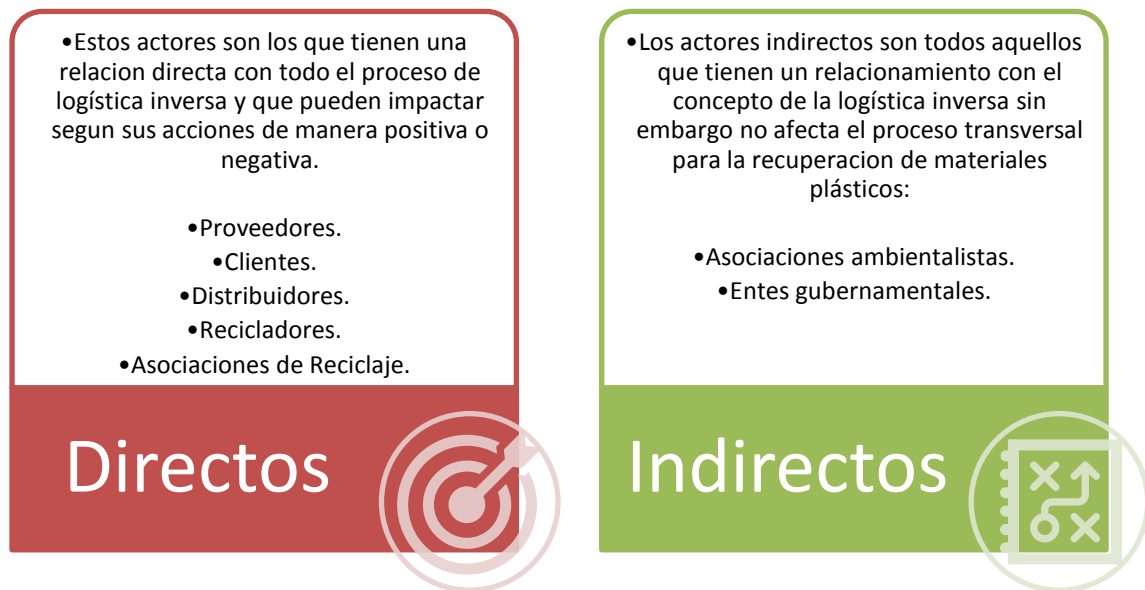 •Estos actores son los que tienen una
relacion directa con todo el proceso de
logística inversa y que pueden impactar
segun sus acciones de manera positiva o
negativa.
•Proveedores.
•Clientes.
•Distribuidores.
•Recicladores.
•Asociaciones de Reciclaje.
Directos
•Los actores indirectos son todos aquellos
que tienen un relacionamiento con el
concepto de la logística inversa sin
embargo no afecta el proceso transversal
para la recuperacion de materiales
plásticos:
•Asociaciones ambientalistas.
•Entes gubernamentales.
Indirectos